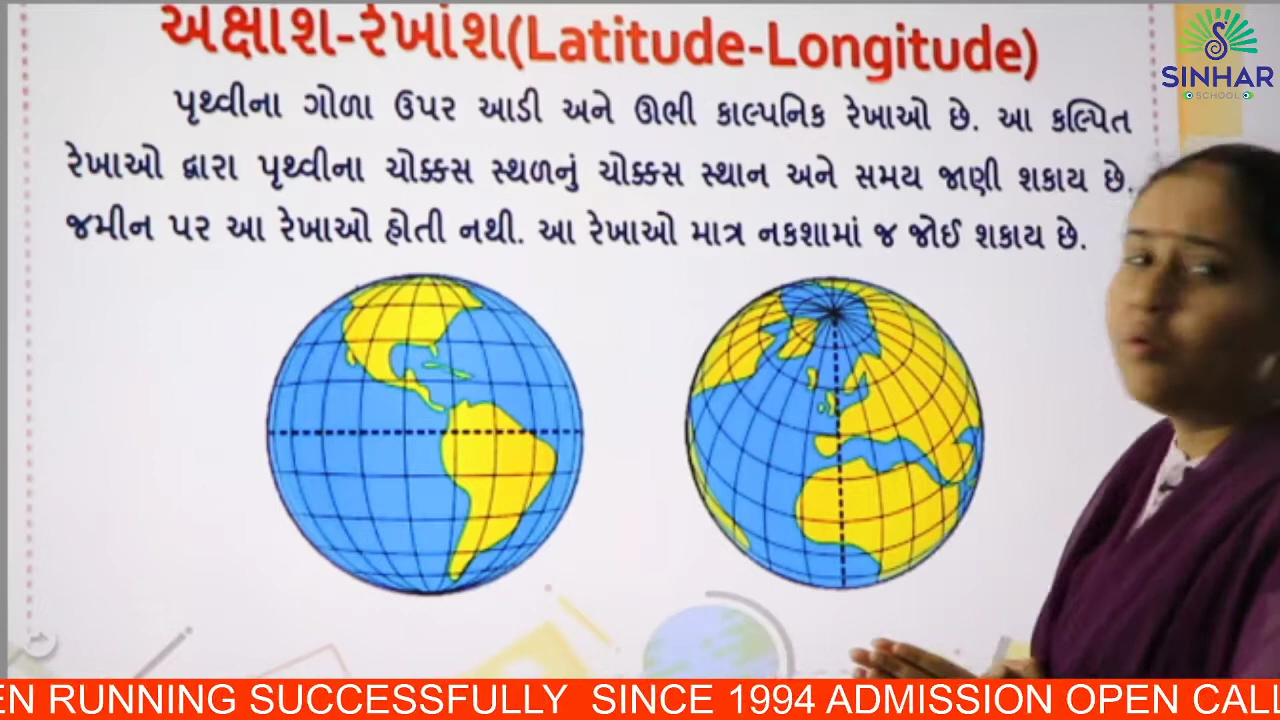 અક્ષાંશ-રેખાંશ(Latitude-Longitude)
પૃથ્વીના ગોળા ઉપર આડી અને ઊભી કાલ્પનિક રેખાઓ છે. આ કલ્પિત
રેખાઓ દ્વારા પૃથ્વીના ચોક્કસ સ્થળનું ચોક્કસ સ્થાન અને સમય જાણી શકાય છે.
જમીન પર આ રેખાઓ હોતી નથી. આ રેખાઓ માત્ર નકશામાં જ જોઈ શકાય છે.
SINHAR
SCHOOL
EN RUNNING SUCCESSFULLY SINCE 1994 ADMISSION OPEN CALL